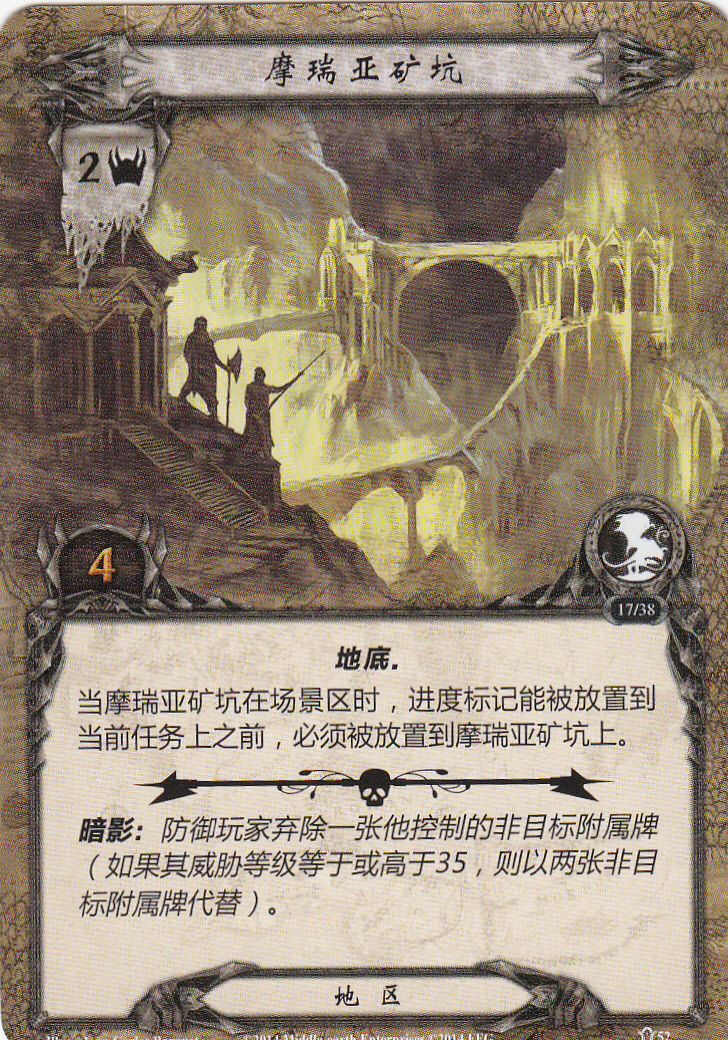 摩瑞亚矿坑
2
4
17/38
地底.
当摩瑞亚矿坑在场景区时，进度标记能被放置到
当前任务上之前，必须被放置到摩瑞亚矿坑上。
暗影：防御玩家弃除一张他控制的非目标附属牌
（如果其威胁等级等于或高于35，则以两张非目
标附属牌代替）。
地区
52